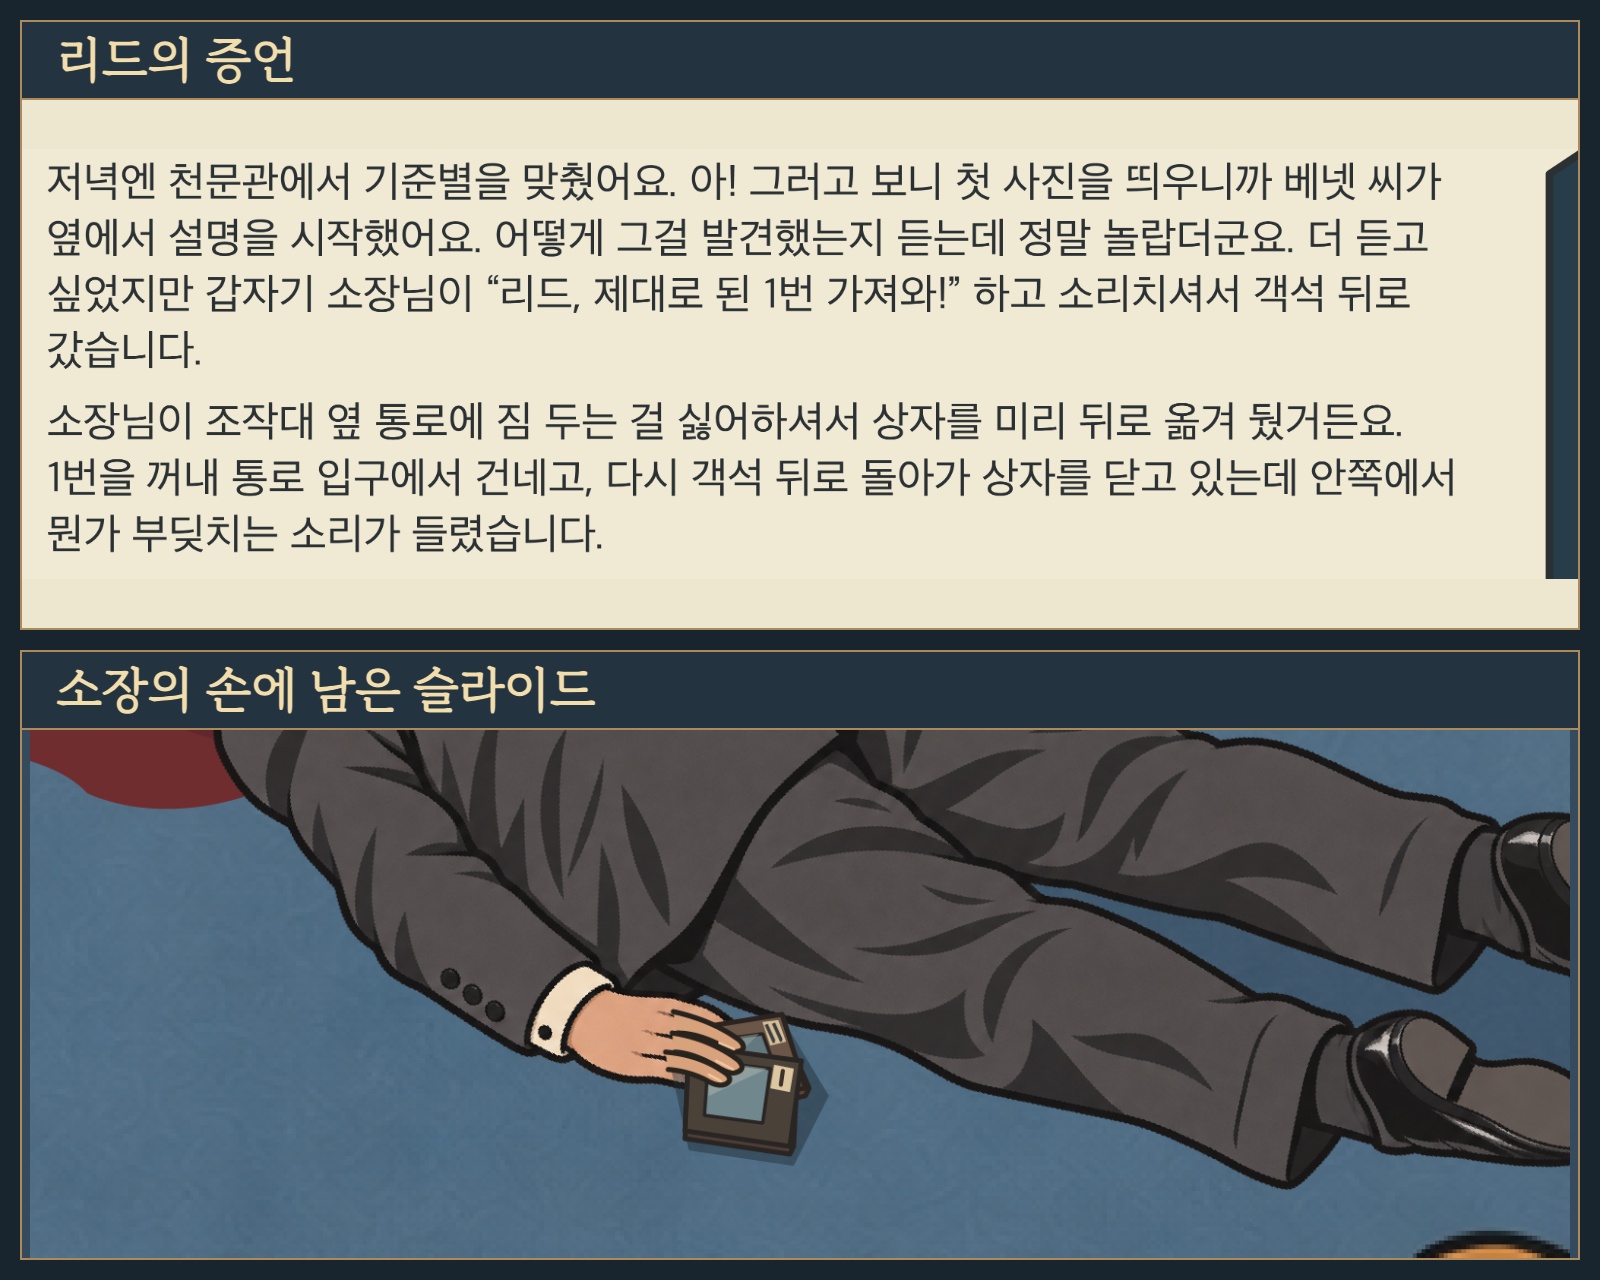 리드의 증언
저녁엔 천문관에서 기준별을 맞췄어요. 아! 그러고 보니 첫 사진을 띄우니까 베넷 씨가
옆에서 설명을 시작했어요. 어떻게 그걸 발견했는지 듣는데 정말 놀랍더군요. 더 듣고
싶었지만 갑자기 소장님이 “리드, 제대로 된 1번 가져와!” 하고 소리치셔서 객석 뒤로
갔습니다.
소장님이 조작대 옆 통로에 짐 두는 걸 싫어하셔서 상자를 미리 뒤로 옮겨 뒀거든요.
1번을 꺼내 통로 입구에서 건네고, 다시 객석 뒤로 돌아가 상자를 닫고 있는데 안쪽에서
뭔가 부딪치는 소리가 들렸습니다.
소장의 손에 남은 슬라이드